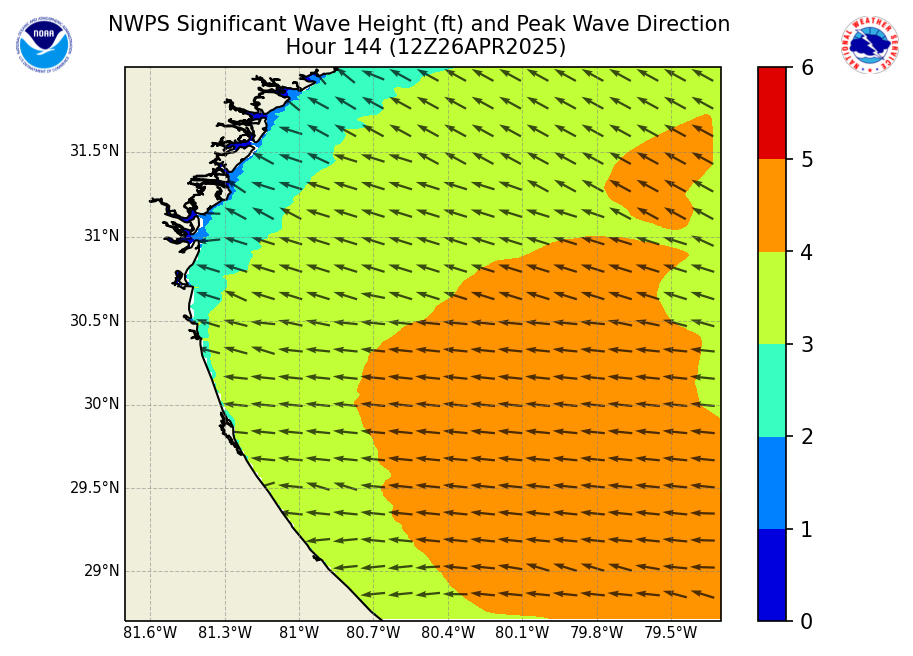 NWPS Significant Wave Height (ft) and Peak Wave Direction
Hour 144 (12Z26APR2025)
NOAA
NATIONAL WEATHER SERVICE
31.5°N
31°N
30.5°N
30°N
29.5°N
29°N
81.6°W 81.3°W 81°W 80.7°W 80.4°W 80.1°W 79.8°W 79.5°W
6
5
4
3
2
1
0